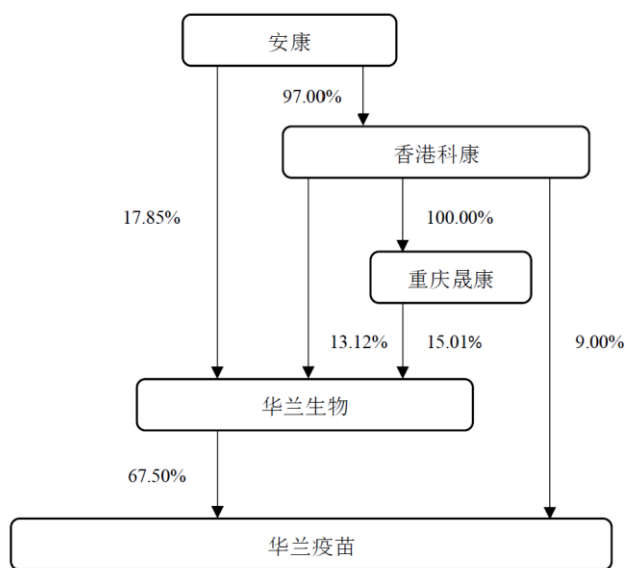 安康
97.00%
香港科康
17.85%
100.00%
重庆晟康
13.12%
15.01%
9.00%
华兰生物
67.50%
华兰疫苗